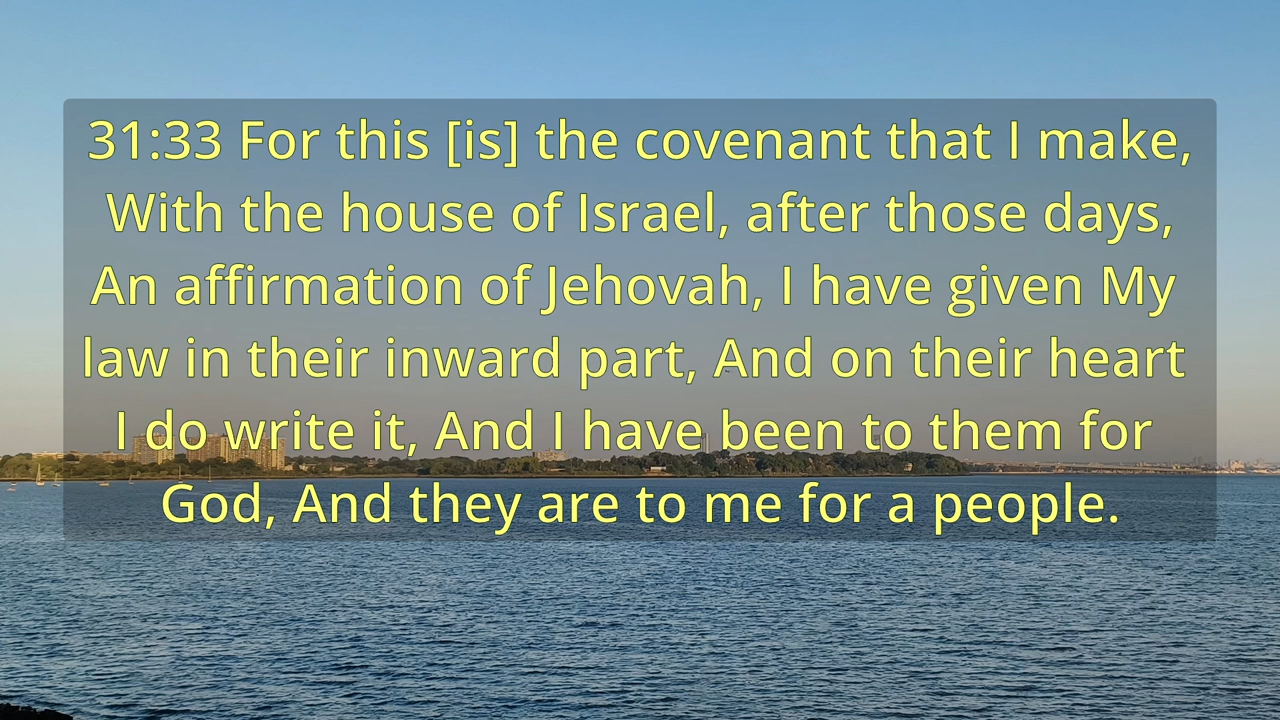 31:33 For this [is] the covenant that I make,
With the house of Israel, after those days,
An affirmation of Jehovah, I have given My
law in their inward part, And on their heart
I do write it, And I have been to them for
God, And they are to me for a people.